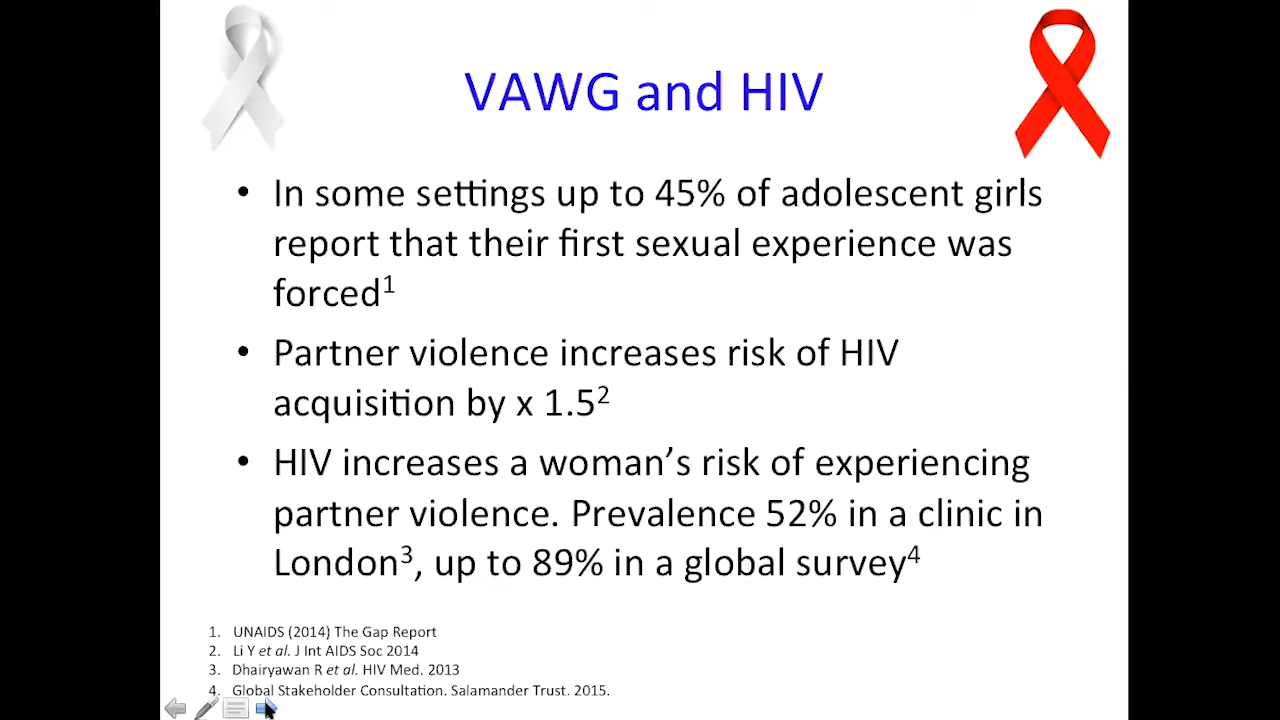 VAWG and HIV
• In some settings up to 45% of adolescent girls
report that their first sexual experience was
forced¹
• Partner violence increases risk of HIV
acquisition by x 1.5²
• HIV increases a woman’s risk of experiencing
partner violence. Prevalence 52% in a clinic in
London³, up to 89% in a global survey⁴
1. UNAIDS (2014) The Gap Report
2. Li Y et al. J Int AIDS Soc 2014
3. Dhairyawan R et al. HIV Med. 2013
4. Global Stakeholder Consultation. Salamander Trust. 2015.